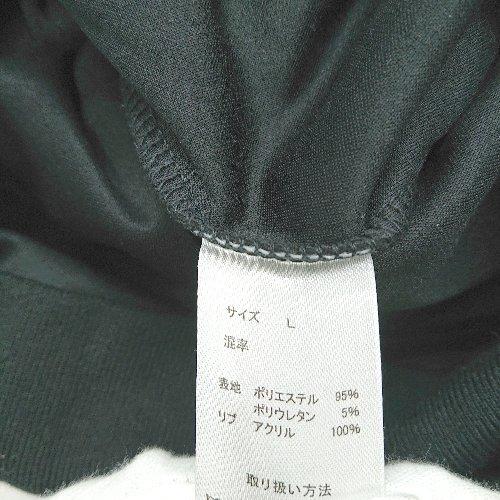 サイズ L
混率
表地 ポリエステル 95%
ポリウレタン 5%
リブ アクリル 100%
取り扱い方法